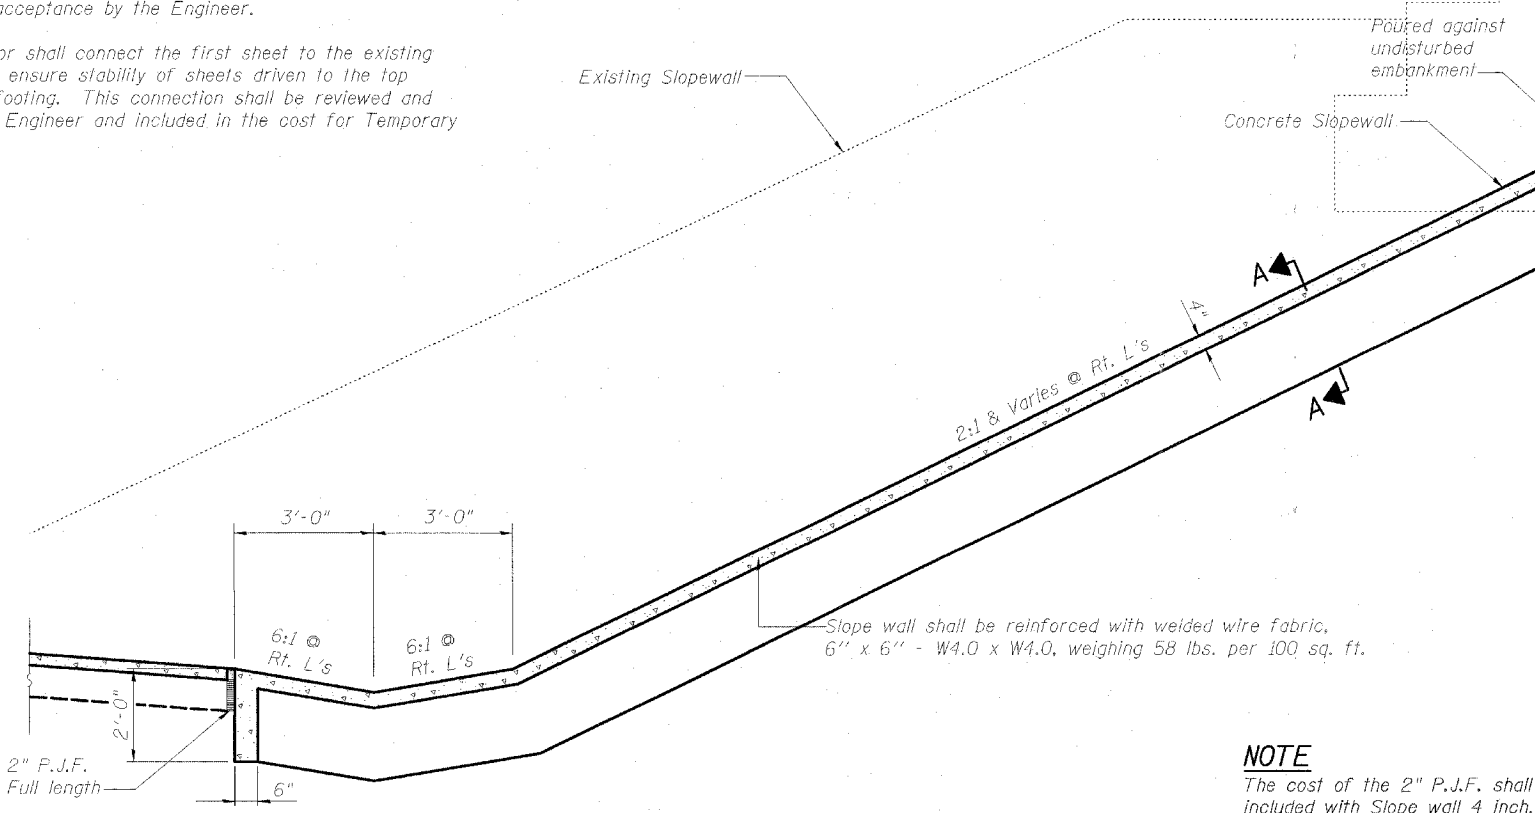 acceptance by the Engineer.
or shall connect the first sheet to the existing
ensure stability of sheets driven to the top
footing. This connection shall be reviewed and
Engineer and included in the cost for Temporary
Existing Slopewall
Poured against
undisturbed
embankment
Concrete Slopewall
A
4"
2:1 & Varies @ Rt. L's
A
3'-0"
3'-0"
6:1 @
Rt. L's
6:1 @
Rt. L's
Slope wall shall be reinforced with welded wire fabric,
6" x 6" - W4.0 x W4.0, weighing 58 lbs. per 100 sq. ft.
2'-0"
2" P.J.F.
Full length
6"
NOTE
The cost of the 2" P.J.F. shall
included with Slope wall 4 inch.